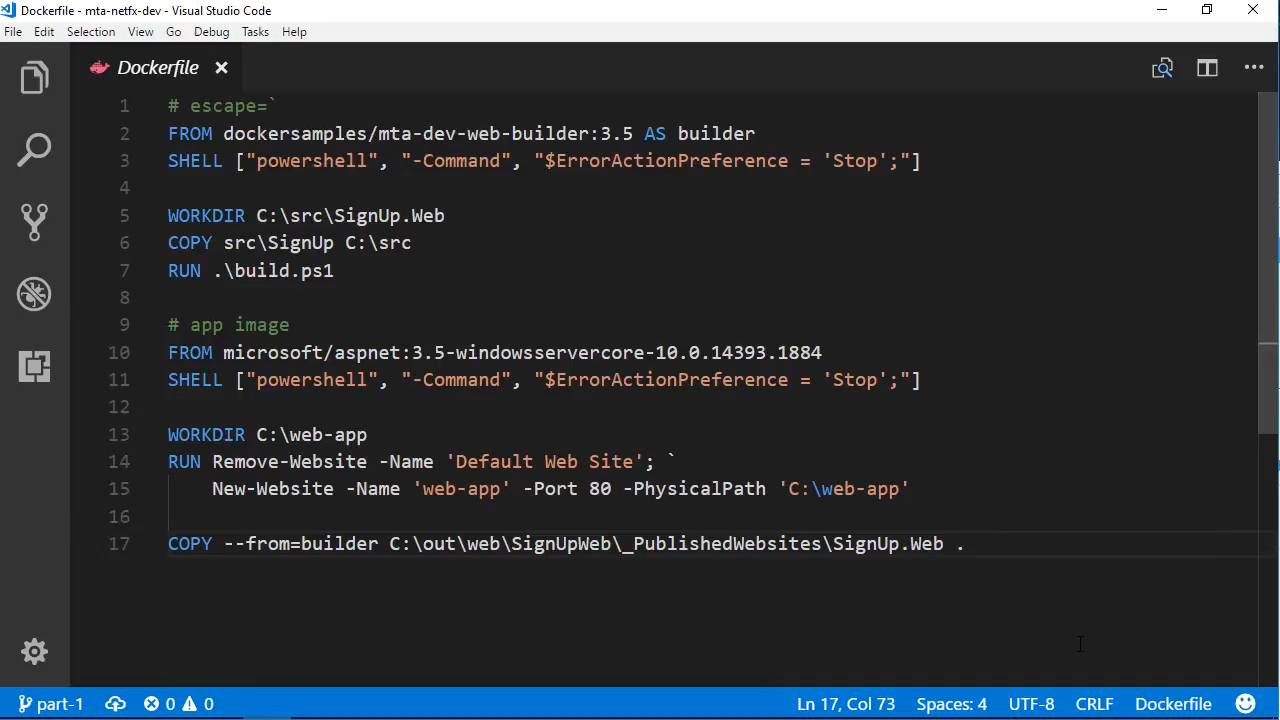 Dockerfile - mta-netfx-dev - Visual Studio Code
File Edit Selection View Go Debug Tasks Help
Dockerfile
1 # escape=`
2 FROM dockersamples/mta-dev-web-builder:3.5 AS builder
3 SHELL ["powershell", "-Command", "$ErrorActionPreference = 'Stop';"]
4
5 WORKDIR C:\src\SignUp.Web
6 COPY src\SignUp C:\src
7 RUN .\build.ps1
8
9 # app image
10 FROM microsoft/aspnet:3.5-windowsservercore-10.0.14393.1884
11 SHELL ["powershell", "-Command", "$ErrorActionPreference = 'Stop';"]
12
13 WORKDIR C:\web-app
14 RUN Remove-Website -Name 'Default Web Site'; `
15 New-Website -Name 'web-app' -Port 80 -PhysicalPath 'C:\web-app'
16
17 COPY --from=builder C:\out\web\SignUpWeb\_PublishedWebsites\SignUp.Web .
part-1 0 0 Ln 17, Col 73 Spaces: 4 UTF-8 CRLF Dockerfile